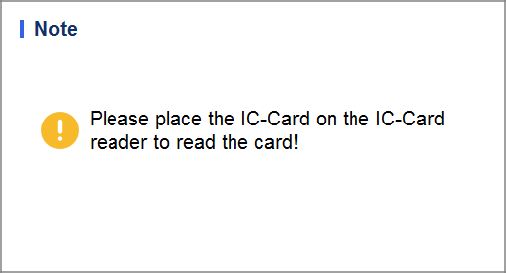 Note
Please place the IC-Card on the IC-Card
reader to read the card!